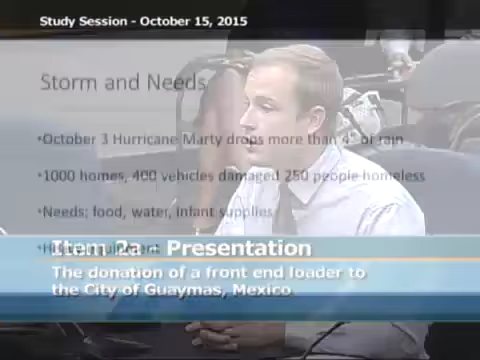 Study Session - October 15, 2015
Storm and Needs
•October 3 Hurricane Marty drops more than 4" of rain
•1000 homes, 400 vehicles damaged 250 people homeless
•Needs; food, water, infant supplies
Item 2a - Presentation
The donation of a front end loader to
the City of Guaymas, Mexico